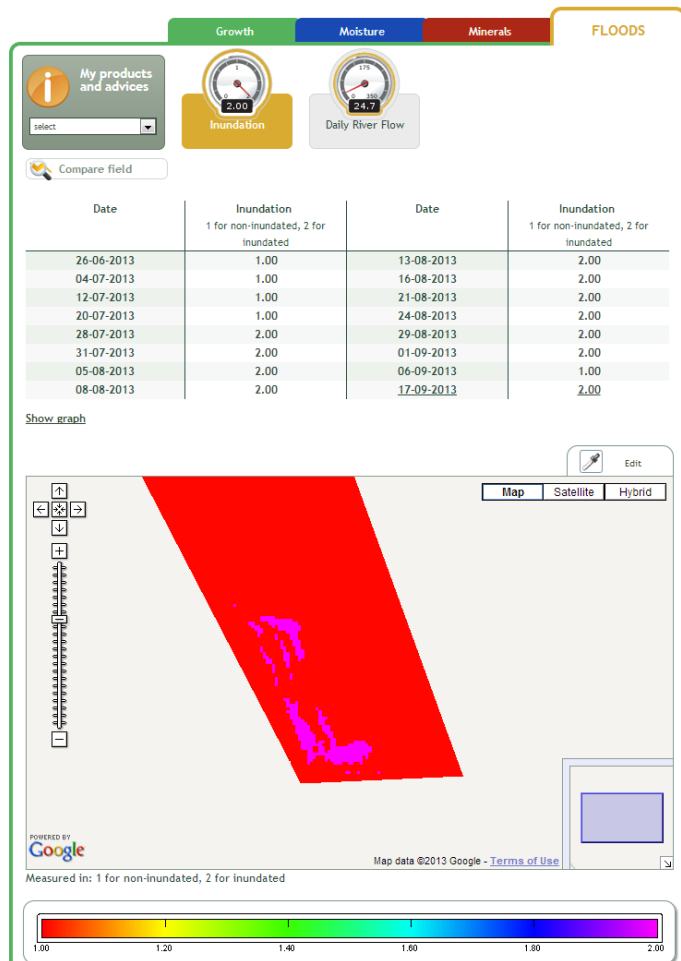 Growth
Moisture
Minerals
FLOODS
My products
and advices
select
1
0
2
2.00
Inundation
175
0
350
24.7
Daily River Flow
Compare field
Date Inundation Date Inundation
1 for non-inundated, 2 for 1 for non-inundated, 2 for
inundated inundated
26-06-2013 1.00 13-08-2013 2.00
04-07-2013 1.00 16-08-2013 2.00
12-07-2013 1.00 21-08-2013 2.00
20-07-2013 1.00 24-08-2013 2.00
28-07-2013 2.00 29-08-2013 2.00
31-07-2013 2.00 01-09-2013 2.00
05-08-2013 2.00 06-09-2013 1.00
08-08-2013 2.00 17-09-2013 2.00
Show graph
Edit
Map Satellite Hybrid
POWERED BY
Google
Map data ©2013 Google - Terms of Use
Measured in: 1 for non-inundated, 2 for inundated
1.00 1.20 1.40 1.60 1.80 2.00